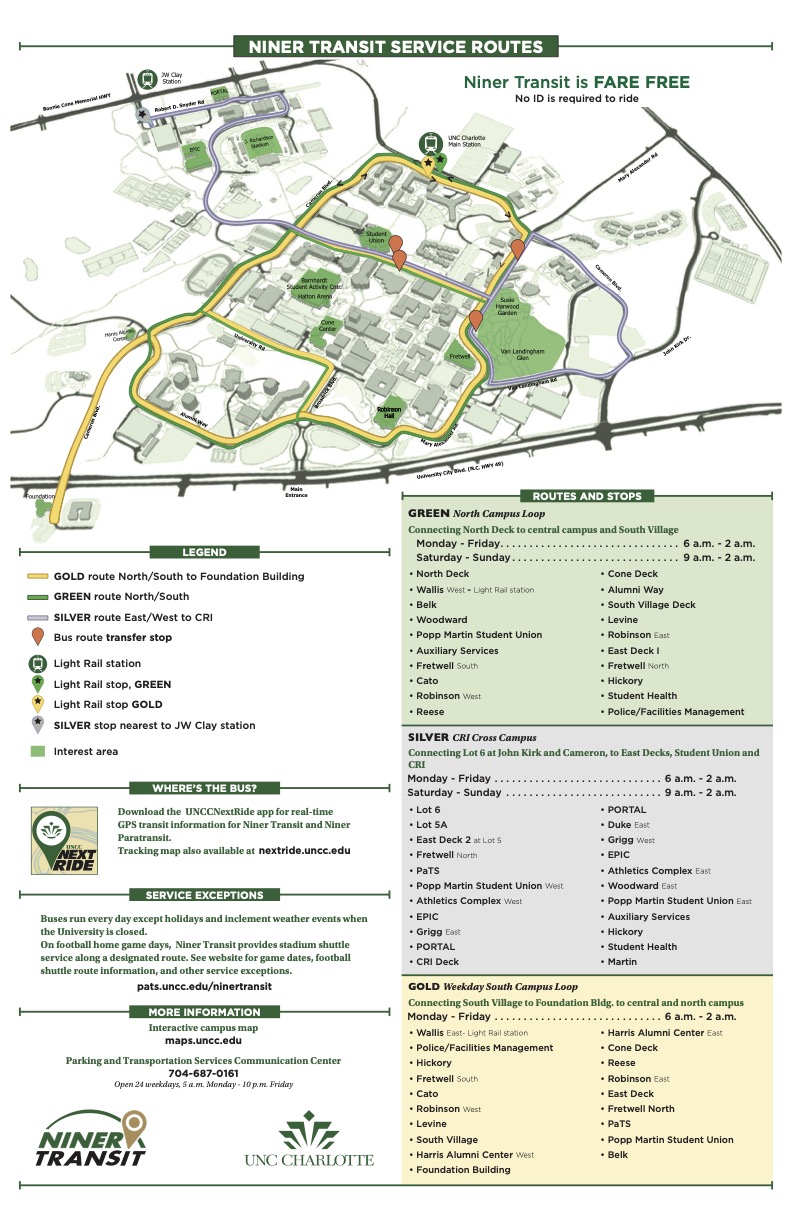 NINER TRANSIT SERVICE ROUTES
Niner Transit is FARE FREE
No ID is required to ride
JW Clay
Station
Bonnie Cone Memorial HWY
Robert D. Snyder Rd
PORTAL
EPIC
J. Richardson
Stadium
UNC Charlotte
Main Station
Mary Alexander Rd
Cameron Blvd.
Student
Union
Cameron Blvd.
Barnhardt
Student Activity Cntr.
Halton Arena
Susie
Harwood
Garden
Cone
Center
Harris Alumni
Center
University Rd
Fretwell
Van Landingham
Glen
John Kirk Dr.
Van Landingham Rd
Broderick Blvd.
Robinson
Hall
Alumni Way
Cameron Blvd.
Mary Alexander Rd.
University City Blvd. (N.C. HWY 49)
Main
Entrance
Foundation
LEGEND
GOLD route North/South to Foundation Building
GREEN route North/South
SILVER route East/West to CRI
Bus route transfer stop
Light Rail station
Light Rail stop, GREEN
Light Rail stop GOLD
SILVER stop nearest to JW Clay station
Interest area
WHERE'S THE BUS?
UNCC
NEXT
RIDE
Download the UNCCNextRide app for real-time
GPS transit information for Niner Transit and Niner
Paratransit.
Tracking map also available at nextride.uncc.edu
SERVICE EXCEPTIONS
Buses run every day except holidays and inclement weather events when
the University is closed.
On football home game days, Niner Transit provides stadium shuttle
service along a designated route. See website for game dates, football
shuttle route information, and other service exceptions.
pats.uncc.edu/ninertransit
MORE INFORMATION
Interactive campus map
maps.uncc.edu
Parking and Transportation Services Communication Center
704-687-0161
Open 24 weekdays, 5 a.m. Monday - 10 p.m. Friday
NINER
TRANSIT
UNC CHARLOTTE
ROUTES AND STOPS
GREEN North Campus Loop
Connecting North Deck to central campus and South Village
Monday - Friday. . . . . . . . . . . . . . . . . . . . . . . . . . . . 6 a.m. - 2 a.m.
Saturday - Sunday. . . . . . . . . . . . . . . . . . . . . . . . . . 9 a.m. - 2 a.m.
• North Deck
• Wallis West - Light Rail station
• Belk
• Woodward
• Popp Martin Student Union
• Auxiliary Services
• Fretwell South
• Cato
• Robinson West
• Reese
• Cone Deck
• Alumni Way
• South Village Deck
• Levine
• Robinson East
• East Deck I
• Fretwell North
• Hickory
• Student Health
• Police/Facilities Management
SILVER CRI Cross Campus
Connecting Lot 6 at John Kirk and Cameron, to East Decks, Student Union and
CRI
Monday - Friday . . . . . . . . . . . . . . . . . . . . . . . . . . 6 a.m. - 2 a.m.
Saturday - Sunday . . . . . . . . . . . . . . . . . . . . . . . . 9 a.m. - 2 a.m.
• Lot 6
• Lot 5A
• East Deck 2 at Lot 5
• Fretwell North
• PaTS
• Popp Martin Student Union West
• Athletics Complex West
• EPIC
• Grigg East
• PORTAL
• CRI Deck
• PORTAL
• Duke East
• Grigg West
• EPIC
• Athletics Complex East
• Woodward East
• Popp Martin Student Union East
• Auxiliary Services
• Hickory
• Student Health
• Martin
GOLD Weekday South Campus Loop
Connecting South Village to Foundation Bldg. to central and north campus
Monday - Friday . . . . . . . . . . . . . . . . . . . . . . . . . . 6 a.m. - 2 a.m.
• Wallis East- Light Rail station
• Police/Facilities Management
• Hickory
• Fretwell South
• Cato
• Robinson West
• Levine
• South Village
• Harris Alumni Center West
• Foundation Building
• Harris Alumni Center East
• Cone Deck
• Reese
• Robinson East
• East Deck
• Fretwell North
• PaTS
• Popp Martin Student Union
• Belk